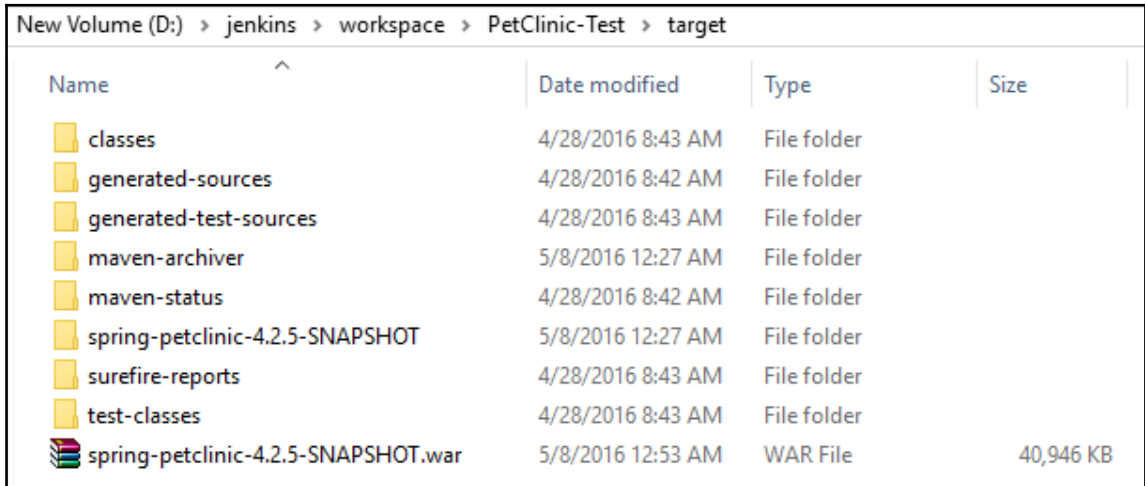 New Volume (D:) > jenkins > workspace > PetClinic-Test > target
Name Date modified Type Size
classes 4/28/2016 8:43 AM File folder
generated-sources 4/28/2016 8:42 AM File folder
generated-test-sources 4/28/2016 8:43 AM File folder
maven-archiver 5/8/2016 12:27 AM File folder
maven-status 4/28/2016 8:42 AM File folder
spring-petclinic-4.2.5-SNAPSHOT 5/8/2016 12:27 AM File folder
surefire-reports 4/28/2016 8:43 AM File folder
test-classes 4/28/2016 8:43 AM File folder
spring-petclinic-4.2.5-SNAPSHOT.war 5/8/2016 12:53 AM WAR File 40,946 KB